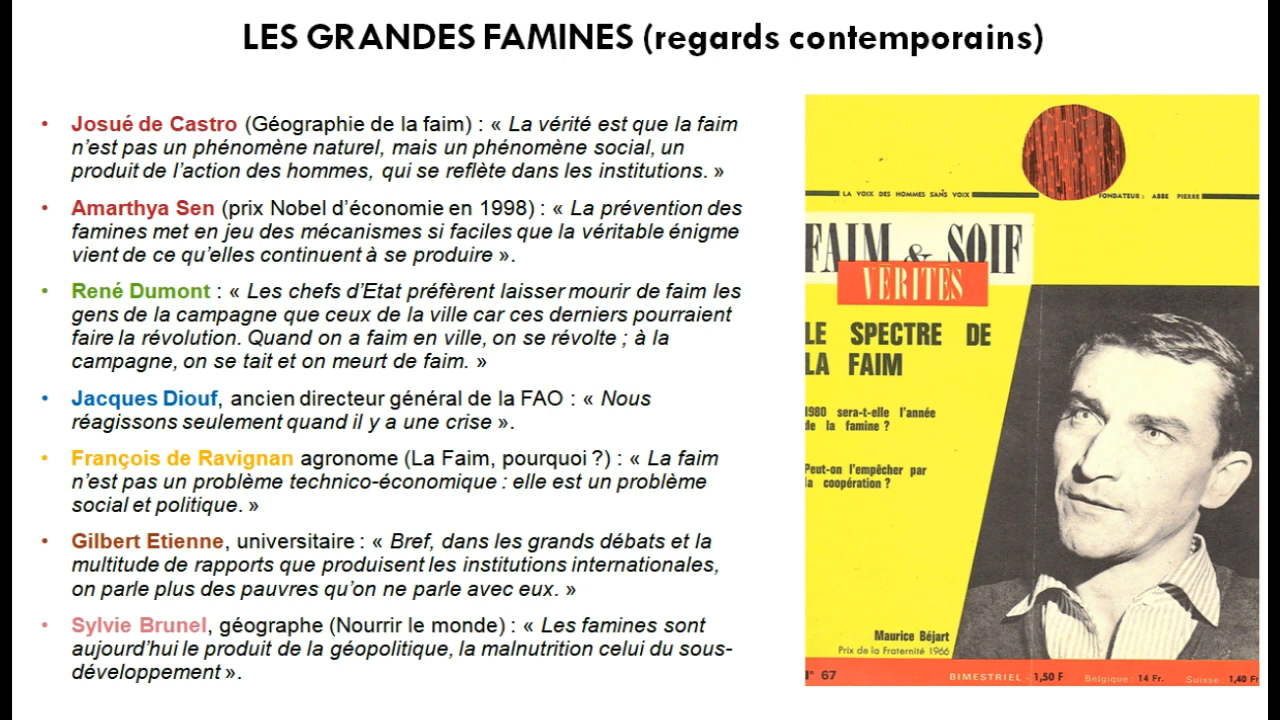 LES GRANDES FAMINES (regards contemporains)
• Josué de Castro (Géographie de la faim) : « La vérité est que la faim
n'est pas un phénomène naturel, mais un phénomène social, un
produit de l'action des hommes, qui se reflète dans les institutions. »
• Amarthya Sen (prix Nobel d'économie en 1998) : « La prévention des
famines met en jeu des mécanismes si faciles que la véritable énigme
vient de ce qu'elles continuent à se produire ».
• René Dumont : « Les chefs d'Etat préfèrent laisser mourir de faim les
gens de la campagne que ceux de la ville car ces derniers pourraient
faire la révolution. Quand on a faim en ville, on se révolte ; à la
campagne, on se tait et on meurt de faim. »
• Jacques Diouf, ancien directeur général de la FAO : « Nous
réagissons seulement quand il y a une crise ».
• François de Ravignan agronome (La Faim, pourquoi ?) : « La faim
n'est pas un problème technico-économique : elle est un problème
social et politique. »
• Gilbert Etienne, universitaire : « Bref, dans les grands débats et la
multitude de rapports que produisent les institutions internationales,
on parle plus des pauvres qu'on ne parle avec eux. »
• Sylvie Brunel, géographe (Nourrir le monde) : « Les famines sont
aujourd'hui le produit de la géopolitique, la malnutrition celui du sous-
développement ».
LA VOIX DES HOMMES SANS VOIX
FONDATEUR : ABBE PIERRE
FAIM & SOIF
VÉRITÉS
LE SPECTRE DE
LA FAIM
1980 sera-t-elle l'année
de la famine ?
Peut-on l'empêcher par
la coopération ?
Maurice Béjart
Prix de la Fraternité 1966
N° 67
BIMESTRIEL - 1,50 F
Belgique : 14 Fr.
Suisse : 1,40 Fr